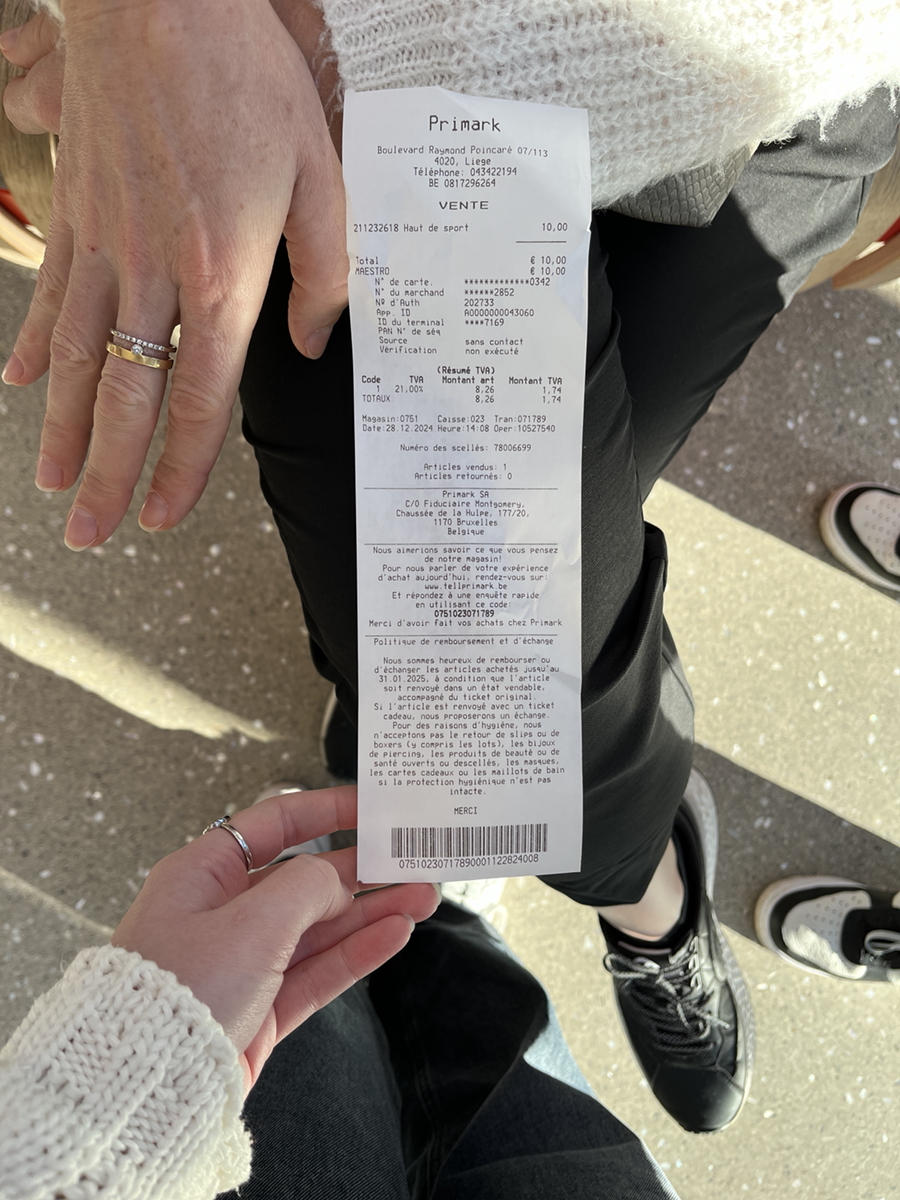 Primark
Boulevard Raymond Poincaré 07/113
4020, Liege
Téléphone: 043422194
BE 0817296264
VENTE
211232618 Haut de sport 10,00
Total € 10,00
MAESTRO € 10,00
N° de carte. *************0342
N° du marchand ******2852
Nº d'Auth 202733
App. ID A0000000043060
ID du terminal ****7169
PAN N° de séq
Source sans contact
Vérification non exécuté
(Résumé TVA)
Code TVA Montant art Montant TVA
1 21,00% 8,26 1,74
TOTAUX 8,26 1,74
Magasin:0751 Caisse:023 Tran:071789
Date:28.12.2024 Heure:14:08 Oper:10527540
Numéro des scellés: 78006699
Articles vendus: 1
Articles retournés: 0
Primark SA
C/O Fiduciaire Montgomery,
Chaussée de la Hulpe, 177/20,
1170 Bruxelles
Belgique
Nous aimerions savoir ce que vous pensez
de notre magasin!
Pour nous parler de votre expérience
d'achat aujourd'hui, rendez-vous sur:
www.tellprimark.be
Et répondez à une enquête rapide
en utilisant ce code:
0751023071789
Merci d'avoir fait vos achats chez Primark
Politique de remboursement et d'échange
Nous sommes heureux de rembourser ou
d'échanger les articles achetés jusqu'au
31.01.2025, à condition que l'article
soit renvoyé dans un état vendable,
accompagné du ticket original.
Si l'article est renvoyé avec un ticket
cadeau, nous proposerons un échange.
Pour des raisons d'hygiène, nous
n'acceptons pas le retour de slips ou de
boxers (y compris les lots), les bijoux
de piercing, les produits de beauté ou de
santé ouverts ou descellés, les masques,
les cartes cadeaux ou les maillots de bain
si la protection hygiénique n'est pas
intacte.
MERCI
07510230717890001122824008